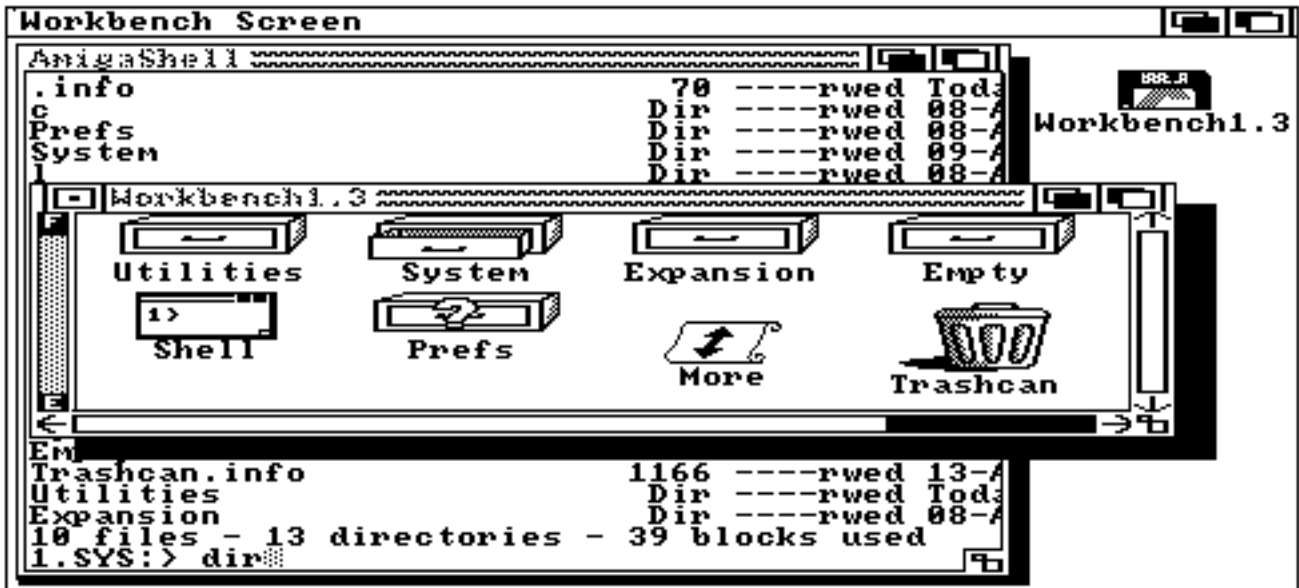 Workbench Screen
AmigaShell
.info 70 ----rwed Toda
c Dir ----rwed 08-A
Prefs Dir ----rwed 08-A
System Dir ----rwed 09-A
l Dir ----rwed 08-A
Workbench1.3
Workbench1.3
F
Utilities System Expansion Empty
1>
Shell Prefs More Trashcan
E
Em
Trashcan.info 1166 ----rwed 13-A
Utilities Dir ----rwed Toda
Expansion Dir ----rwed 08-A
10 files - 13 directories - 39 blocks used
1.SYS:> dir